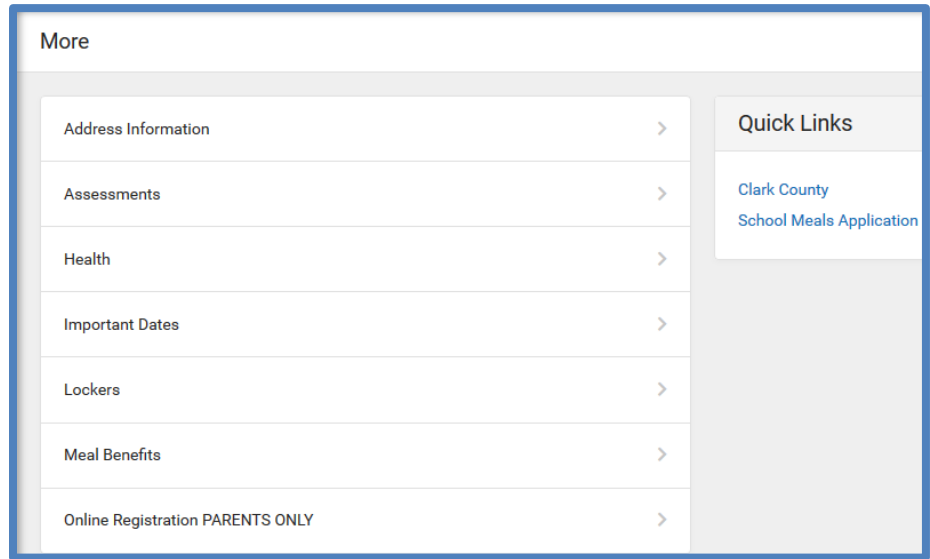 More
Address Information
Assessments
Health
Important Dates
Lockers
Meal Benefits
Online Registration PARENTS ONLY
Quick Links
Clark County
School Meals Application